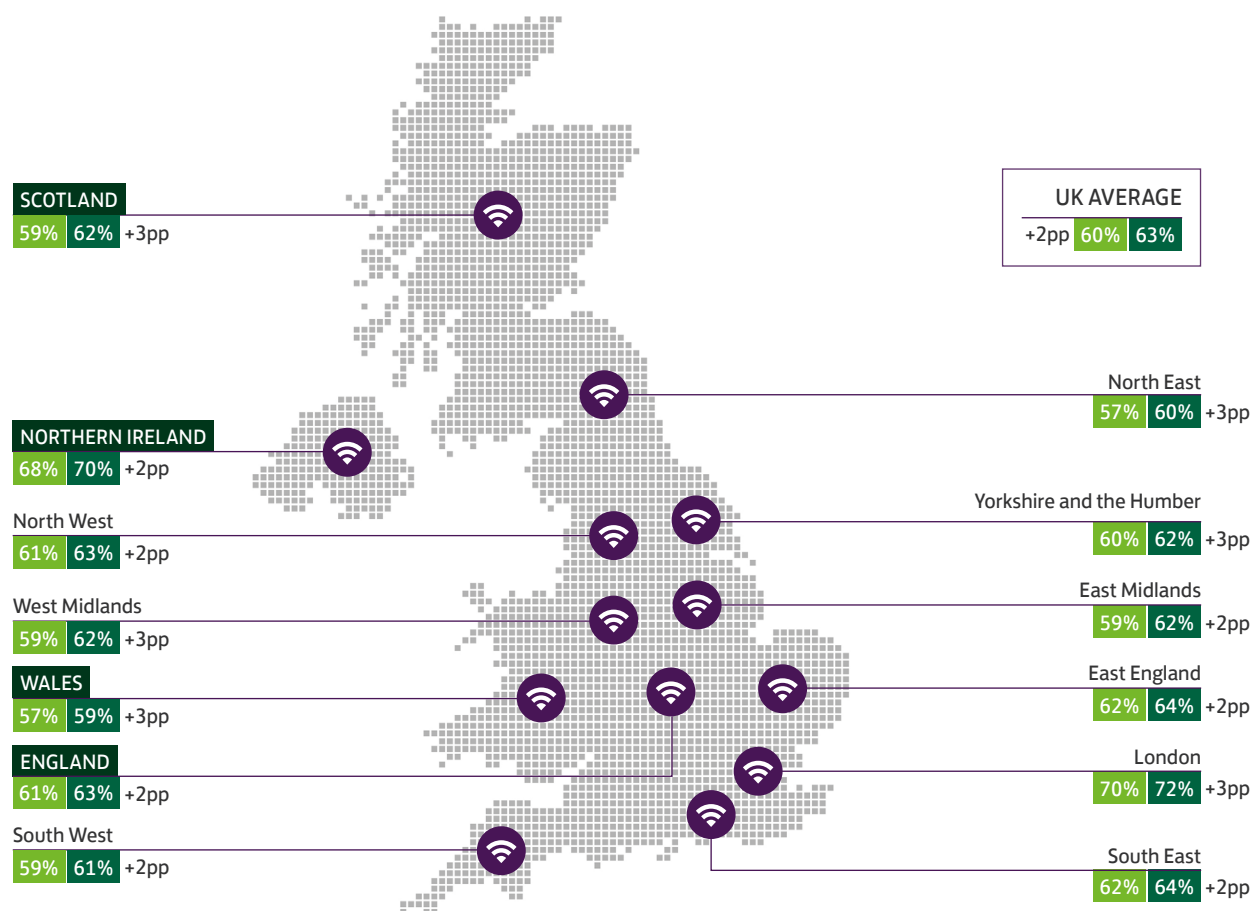 SCOTLAND
59% 62% +3pp
UK AVERAGE
+2pp 60% 63%
North East
57% 60% +3pp
NORTHERN IRELAND
68% 70% +2pp
Yorkshire and the Humber
60% 62% +3pp
North West
61% 63% +2pp
East Midlands
59% 62% +2pp
West Midlands
59% 62% +3pp
East England
62% 64% +2pp
WALES
57% 59% +3pp
London
70% 72% +3pp
ENGLAND
61% 63% +2pp
South West
59% 61% +2pp
South East
62% 64% +2pp